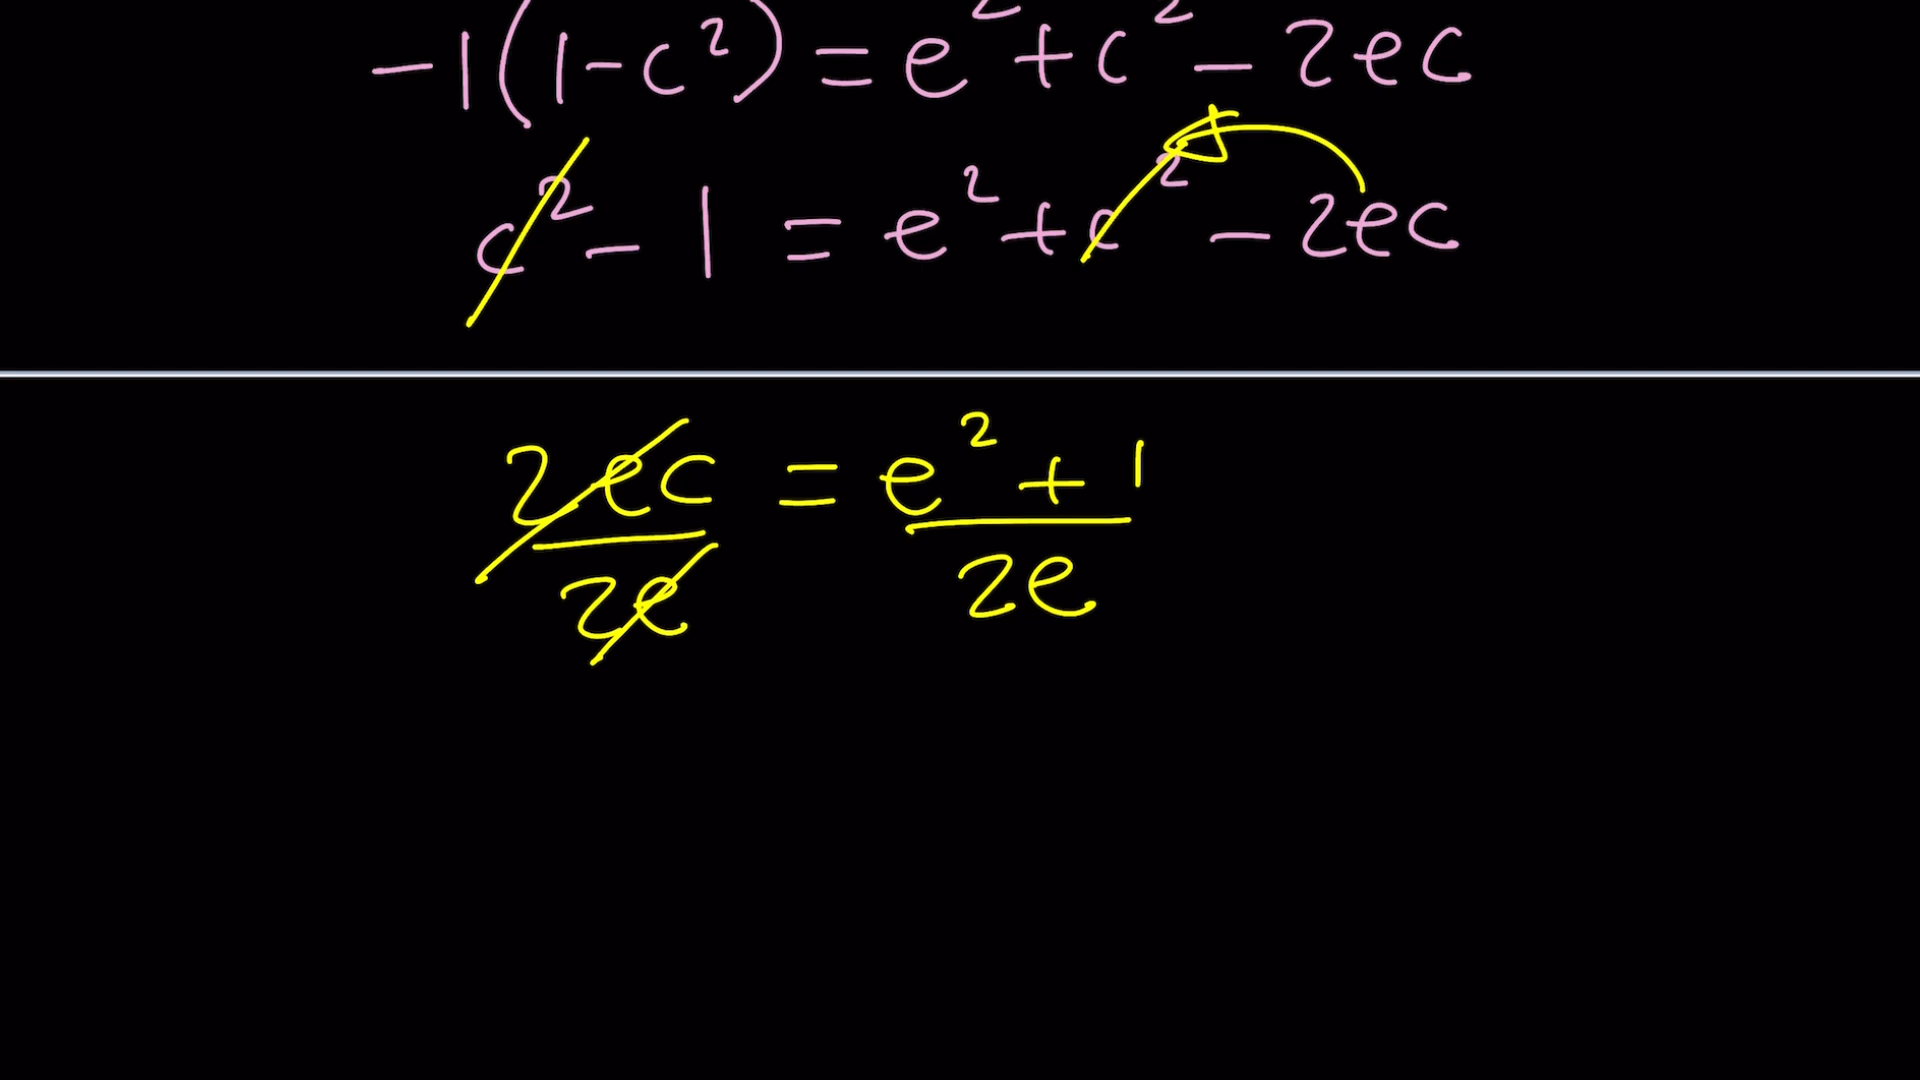 -1(1-c²) = e² + c² - 2ec
c² - 1 = e² + c² - 2ec
2ec = e² + 1
2e 2e